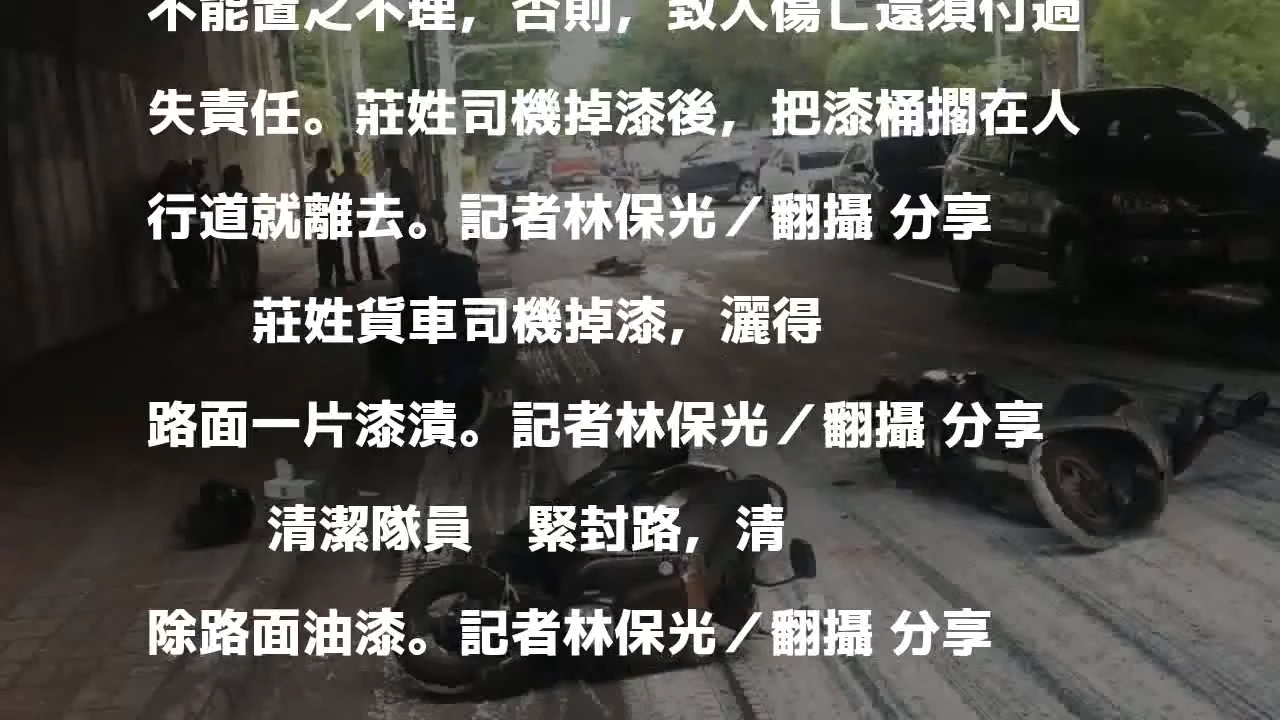 不能置之不理，否則，致人傷亡還須付過
失責任。莊姓司機掉漆後，把漆桶擱在人
行道就離去。記者林保光／翻攝 分享
莊姓貨車司機掉漆，灑得
路面一片漆漬。記者林保光／翻攝 分享
清潔隊員　緊封路，清
除路面油漆。記者林保光／翻攝 分享